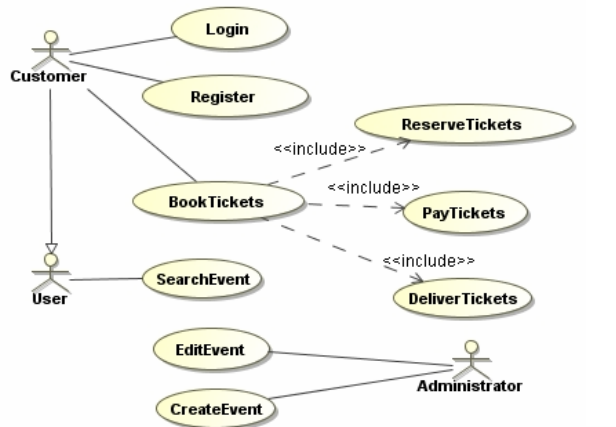 Login
Customer
Register
ReserveTickets
<<include>>
<<include>>
BookTickets
PayTickets
<<include>>
SearchEvent
User
DeliverTickets
EditEvent
Administrator
CreateEvent